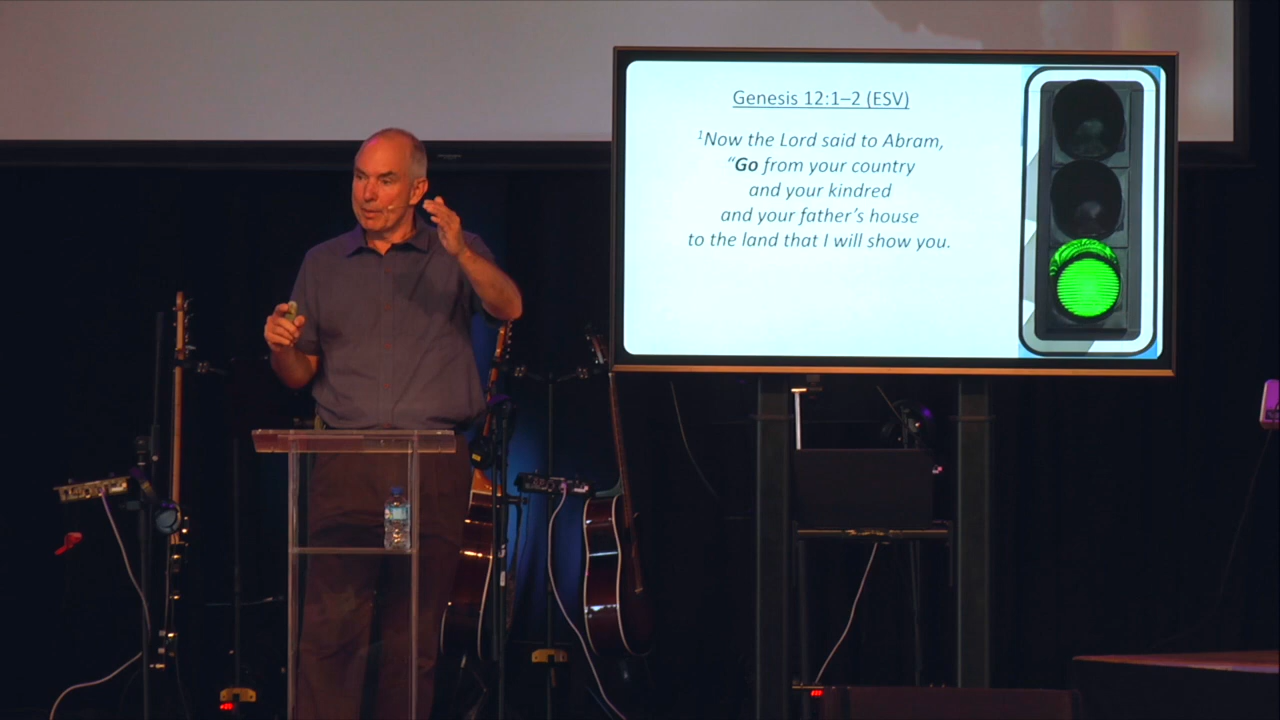 Genesis 12:1–2 (ESV)
¹Now the Lord said to Abram,
“Go from your country
and your kindred
and your father’s house
to the land that I will show you.